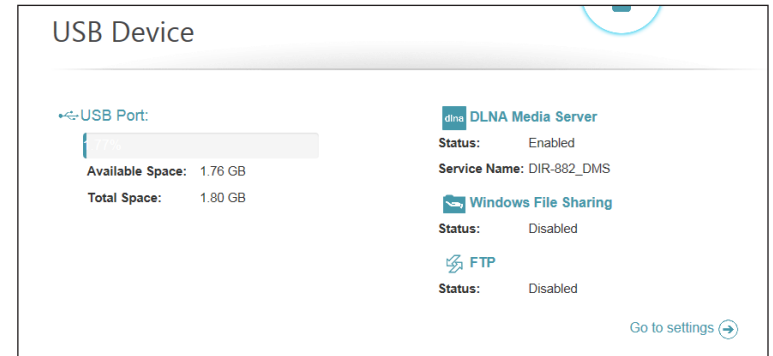 USB Device
USB Port:
Available Space: 1.76 GB
Total Space: 1.80 GB
dlna DLNA Media Server
Status: Enabled
Service Name: DIR-882_DMS
Windows File Sharing
Status: Disabled
FTP
Status: Disabled
Go to settings